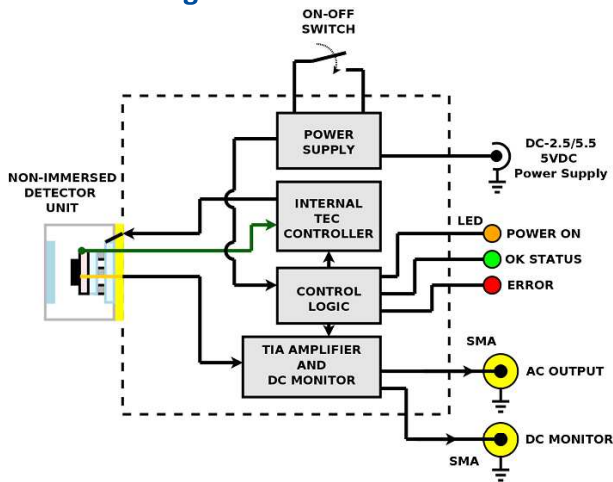 ON-OFF
SWITCH
POWER
SUPPLY
DC-2.5/5.5
5VDC
Power Supply
NON-IMMERSED
DETECTOR
UNIT
INTERNAL
TEC
CONTROLLER
LED
POWER ON
OK STATUS
ERROR
CONTROL
LOGIC
TIA AMPLIFIER
AND
DC MONITOR
SMA
AC OUTPUT
DC MONITOR
SMA